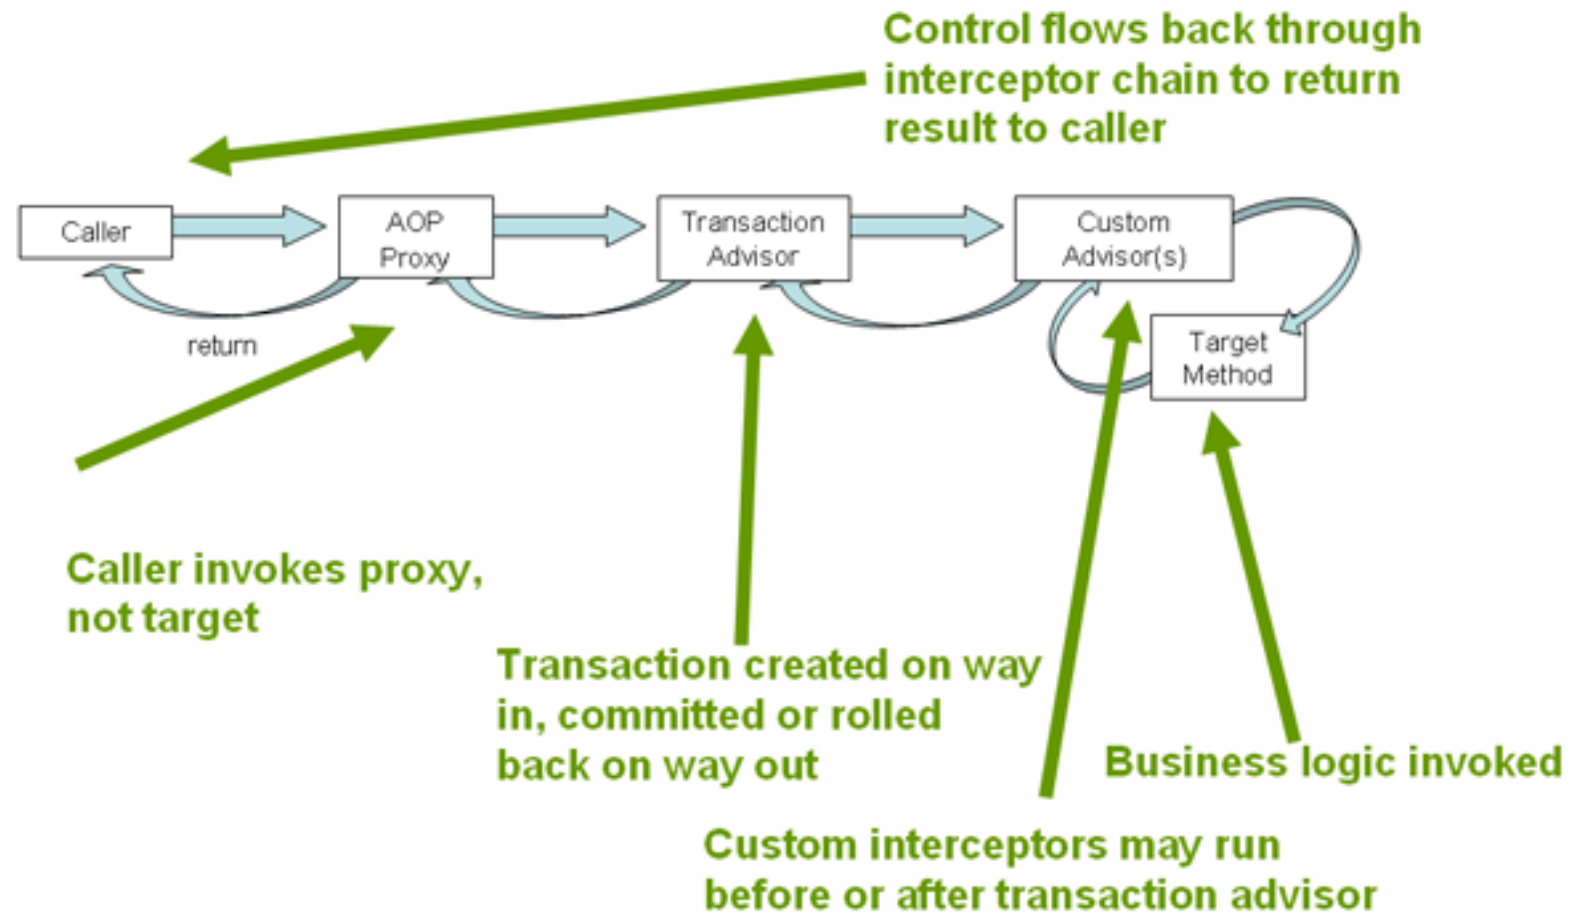 Control flows back through
interceptor chain to return
result to caller
Caller
AOP
Proxy
Transaction
Advisor
Custom
Advisor(s)
return
Target
Method
Caller invokes proxy,
not target
Transaction created on way
in, committed or rolled
back on way out
Business logic invoked
Custom interceptors may run
before or after transaction advisor